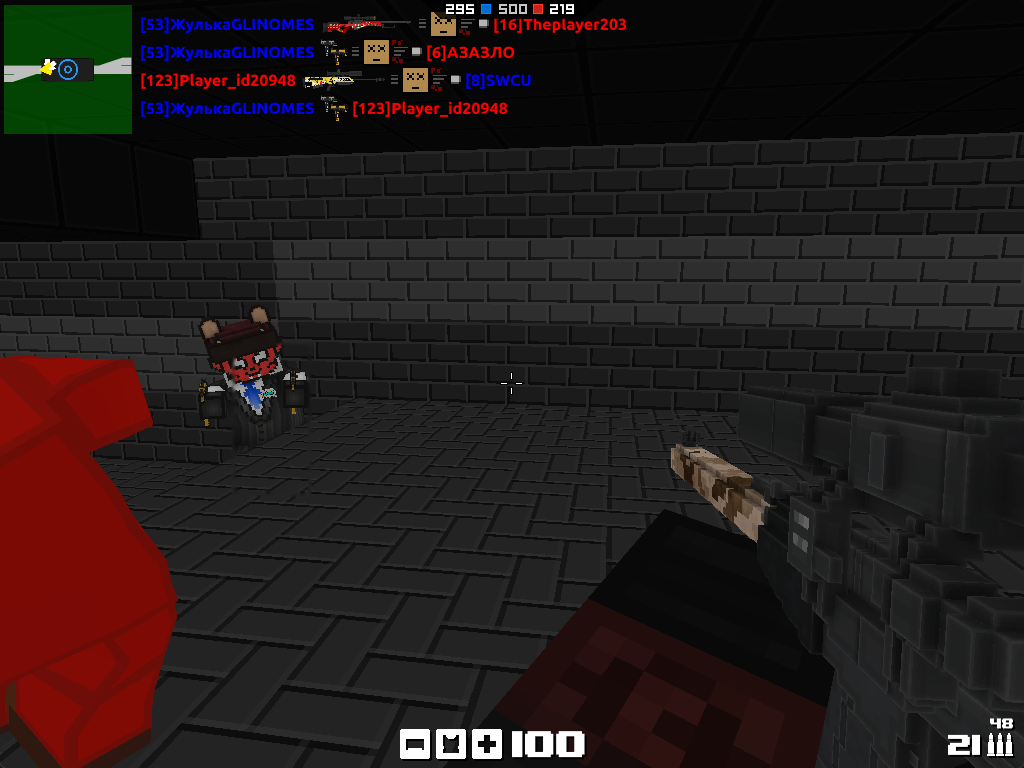 295 500 219
[53]ЖулькаGLINOMES [16]Theplayer203
[53]ЖулькаGLINOMES [6]АЗАЗЛО
[123]Player_id20948 [8]SWCU
[53]ЖулькаGLINOMES [123]Player_id20948
100
48
21